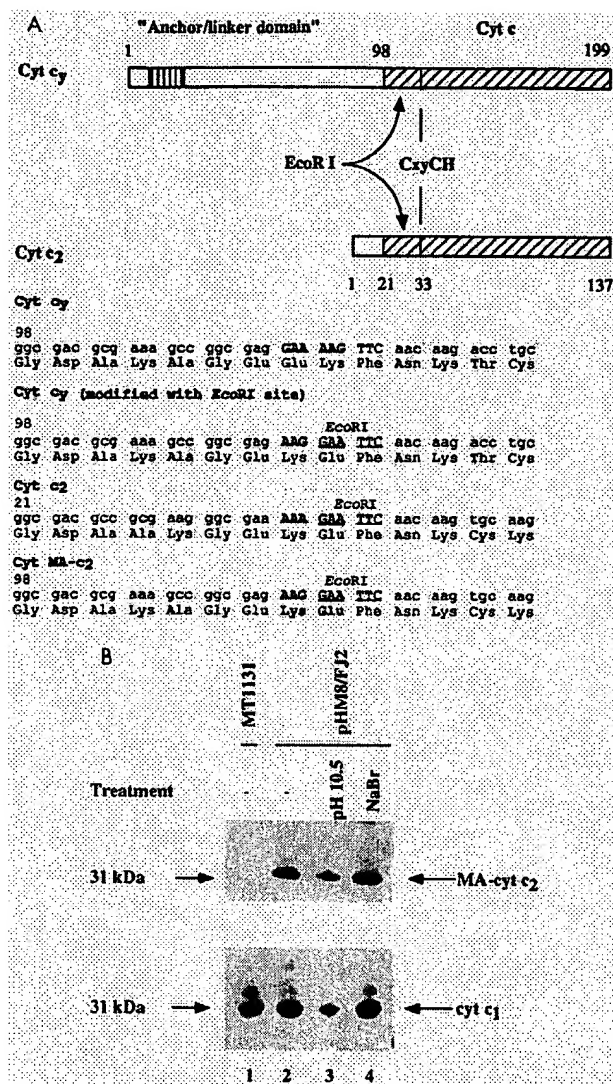 A
"Anchor/linker domain"
Cyt c
1 98 199
Cyt cy
EcoR I
CxyCH
Cyt c2
1 21 33 137
Cyt cy
98
ggc gac gcg aaa gcc ggc gag GAA AAG TTC aac aag acc tgc
Gly Asp Ala Lys Ala Gly Glu Glu Lys Phe Asn Lys Thr Cys
Cyt cy (modified with EcoRI site)
98 EcoRI
ggc gac gcg aaa gcc ggc gag AAG GAA TTC aac aag acc tgc
Gly Asp Ala Lys Ala Gly Glu Lys Glu Phe Asn Lys Thr Cys
Cyt c2
21 EcoRI
ggc gac gcc gcg aag ggc gaa AAA GAA TTC aac aag tgc aag
Gly Asp Ala Ala Lys Gly Glu Lys Glu Phe Asn Lys Cys Lys
Cyt MA-c2
98 EcoRI
ggc gac gcg aaa gcc ggc gag AAG GAA TTC aac aag tgc aag
Gly Asp Ala Lys Ala Gly Glu Lys Glu Phe Asn Lys Cys Lys
B
MT1131
pHM8/FJ2
Treatment - - pH 10.5 NaBr
31 kDa MA-cyt c2
31 kDa cyt c1
1 2 3 4